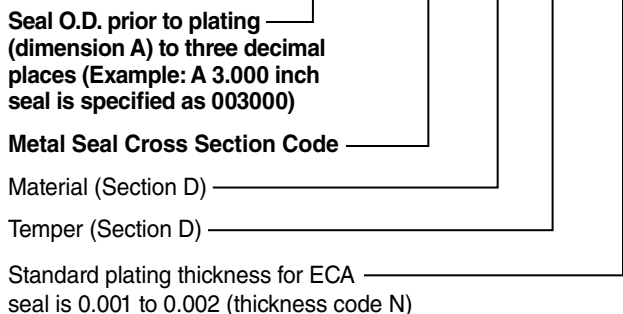 Seal O.D. prior to plating
(dimension A) to three decimal
places (Example: A 3.000 inch
seal is specified as 003000)
Metal Seal Cross Section Code
Material (Section D)
Temper (Section D)
Standard plating thickness for ECA
seal is 0.001 to 0.002 (thickness code N)